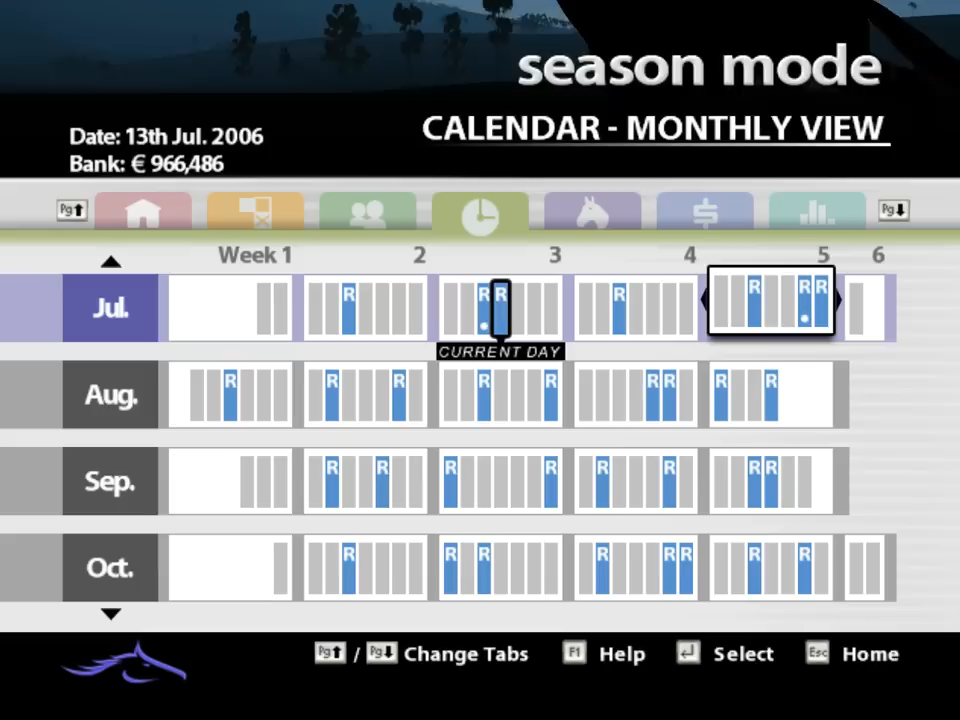 season mode
CALENDAR - MONTHLY VIEW
Date: 13th Jul. 2006
Bank: € 966,486
Pg Pg
Week 1 2 3 4 5 6
Jul. R R R R R R R
CURRENT DAY
Aug. R R R R R R R R R
Sep. R R R R R R R R
Oct. R R R R R R R R
Pg / Pg Change Tabs F1 Help Select Esc Home